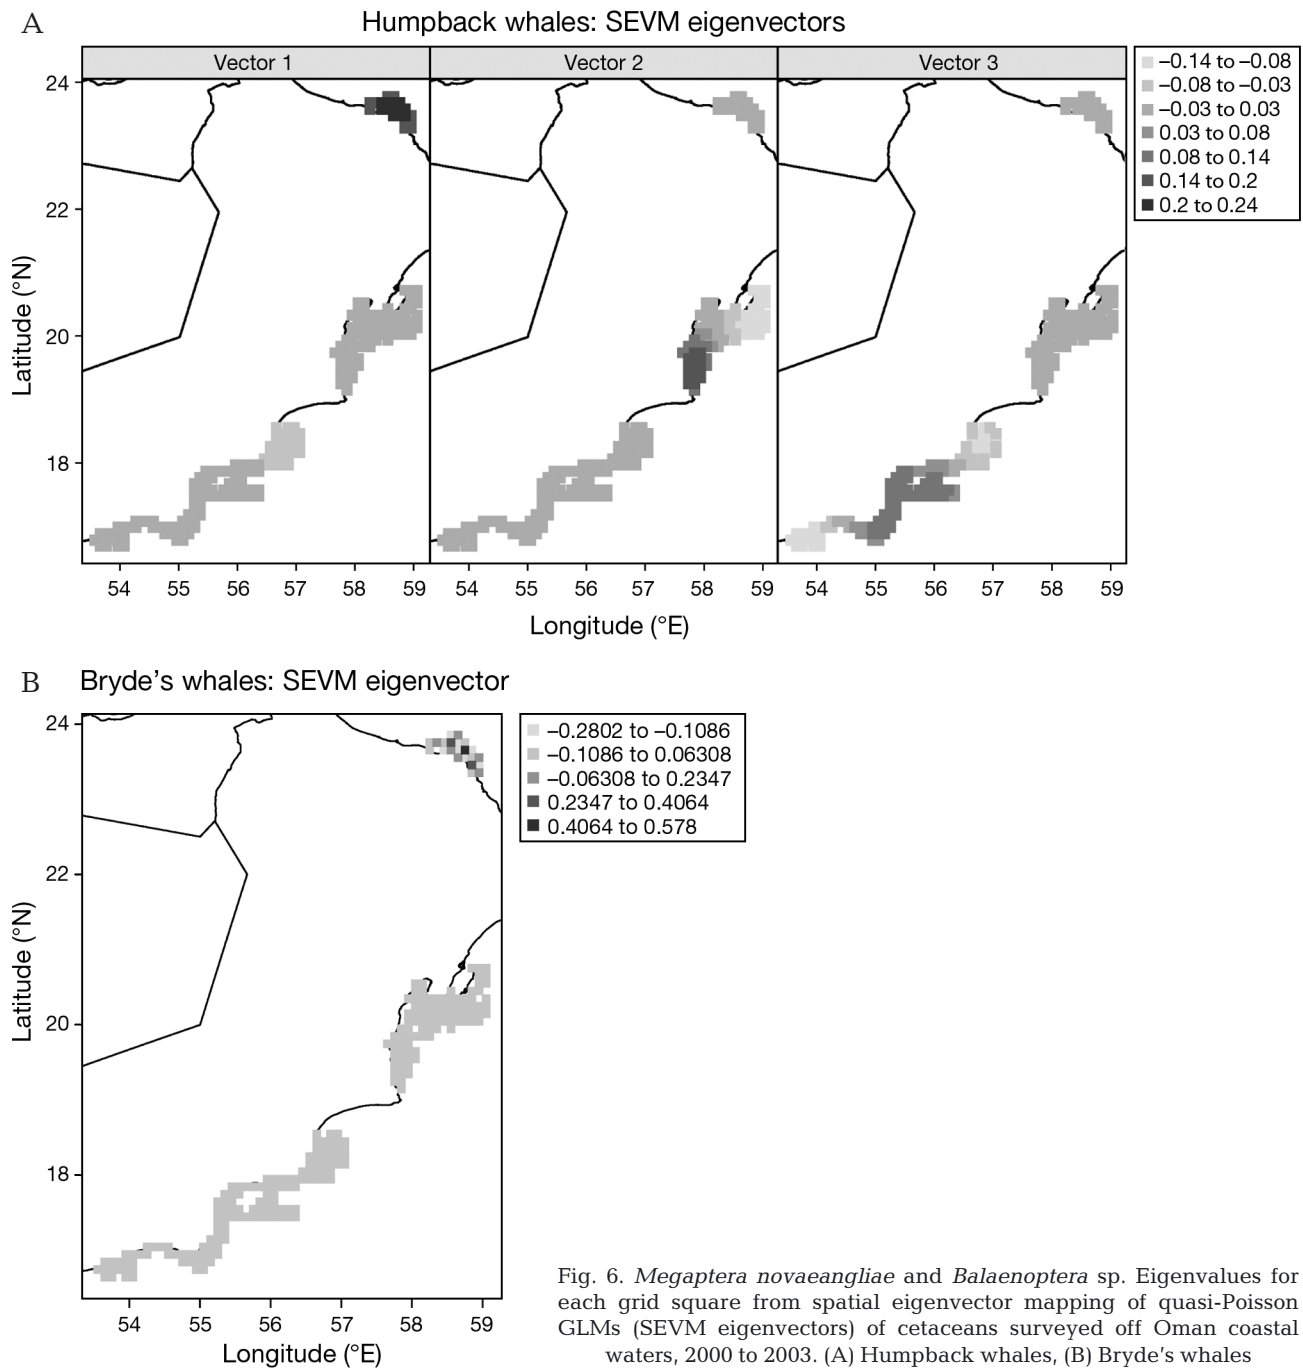 A
Humpback whales: SEVM eigenvectors
Vector 1 Vector 2 Vector 3
–0.14 to –0.08
–0.08 to –0.03
–0.03 to 0.03
0.03 to 0.08
0.08 to 0.14
0.14 to 0.2
0.2 to 0.24
24
22
20
18
Latitude (°N)
54 55 56 57 58 59 54 55 56 57 58 59 54 55 56 57 58 59
Longitude (°E)
B
Bryde’s whales: SEVM eigenvector
–0.2802 to –0.1086
–0.1086 to 0.06308
–0.06308 to 0.2347
0.2347 to 0.4064
0.4064 to 0.578
24
22
20
18
Latitude (°N)
54 55 56 57 58 59
Longitude (°E)
Fig. 6. Megaptera novaeangliae and Balaenoptera sp. Eigenvalues for
each grid square from spatial eigenvector mapping of quasi-Poisson
GLMs (SEVM eigenvectors) of cetaceans surveyed off Oman coastal
waters, 2000 to 2003. (A) Humpback whales, (B) Bryde’s whales